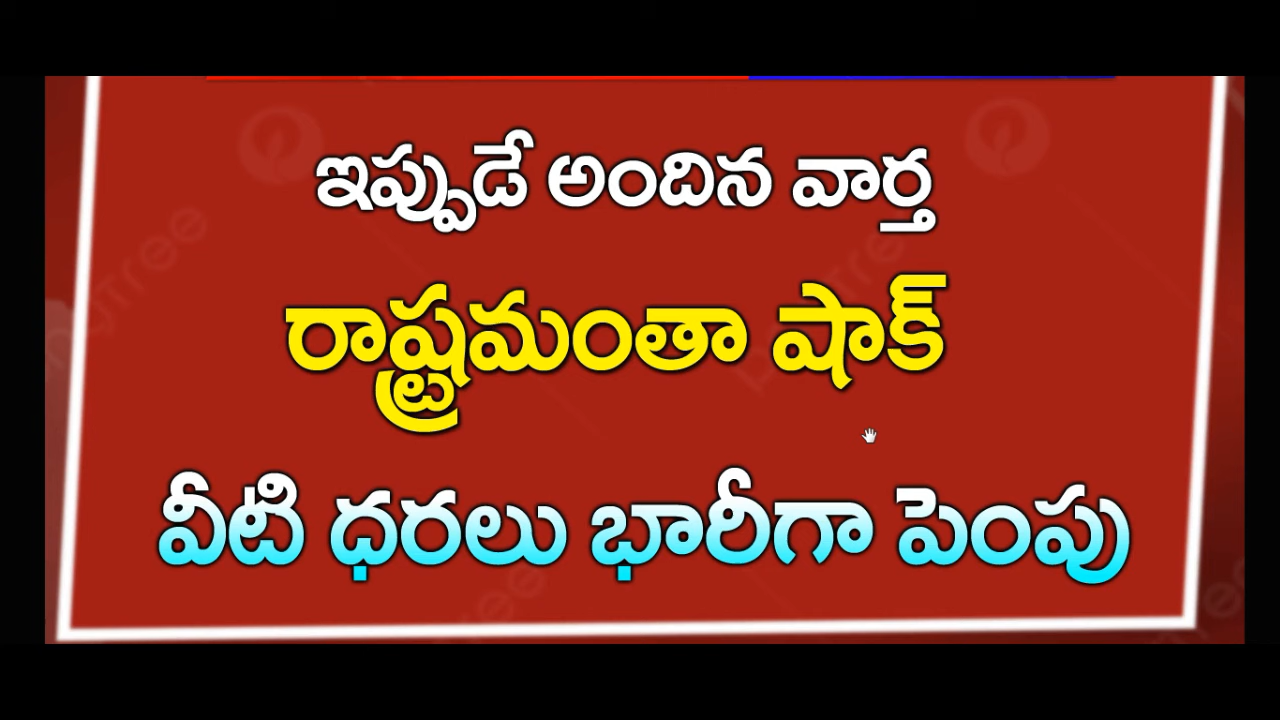 ఇప్పుడే అందిన వార్త
రాష్ట్రమంతా షాక్
వీటి ధరలు భారీగా పెంపు